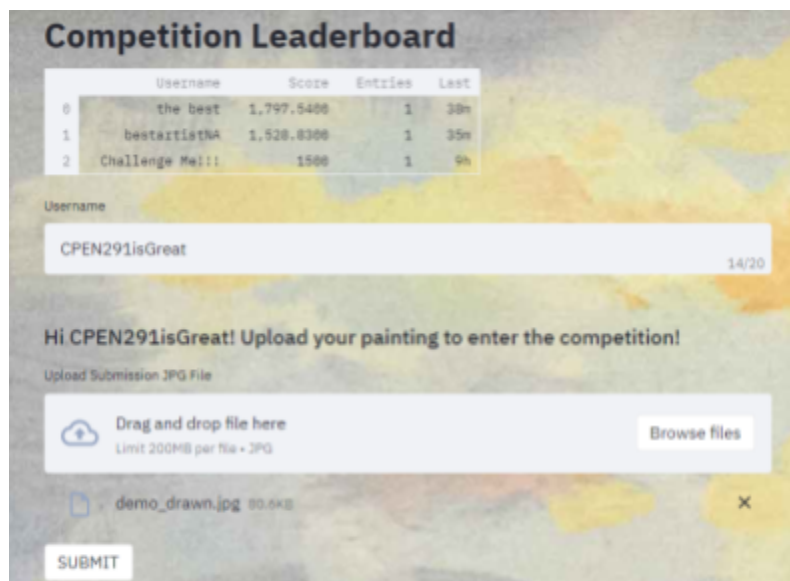 Competition Leaderboard
Username Score Entries Last
0 the best 1,797.5400 1 38m
1 bestartistNA 1,528.0300 1 35m
2 Challenge Me!!! 1500 1 9h
Username
CPEN291isGreat
14/20
Hi CPEN291isGreat! Upload your painting to enter the competition!
Upload Submission JPG File
Drag and drop file here
Browse files
Limit 200MB per file • JPG
demo_drawn.jpg 80.6KB
SUBMIT